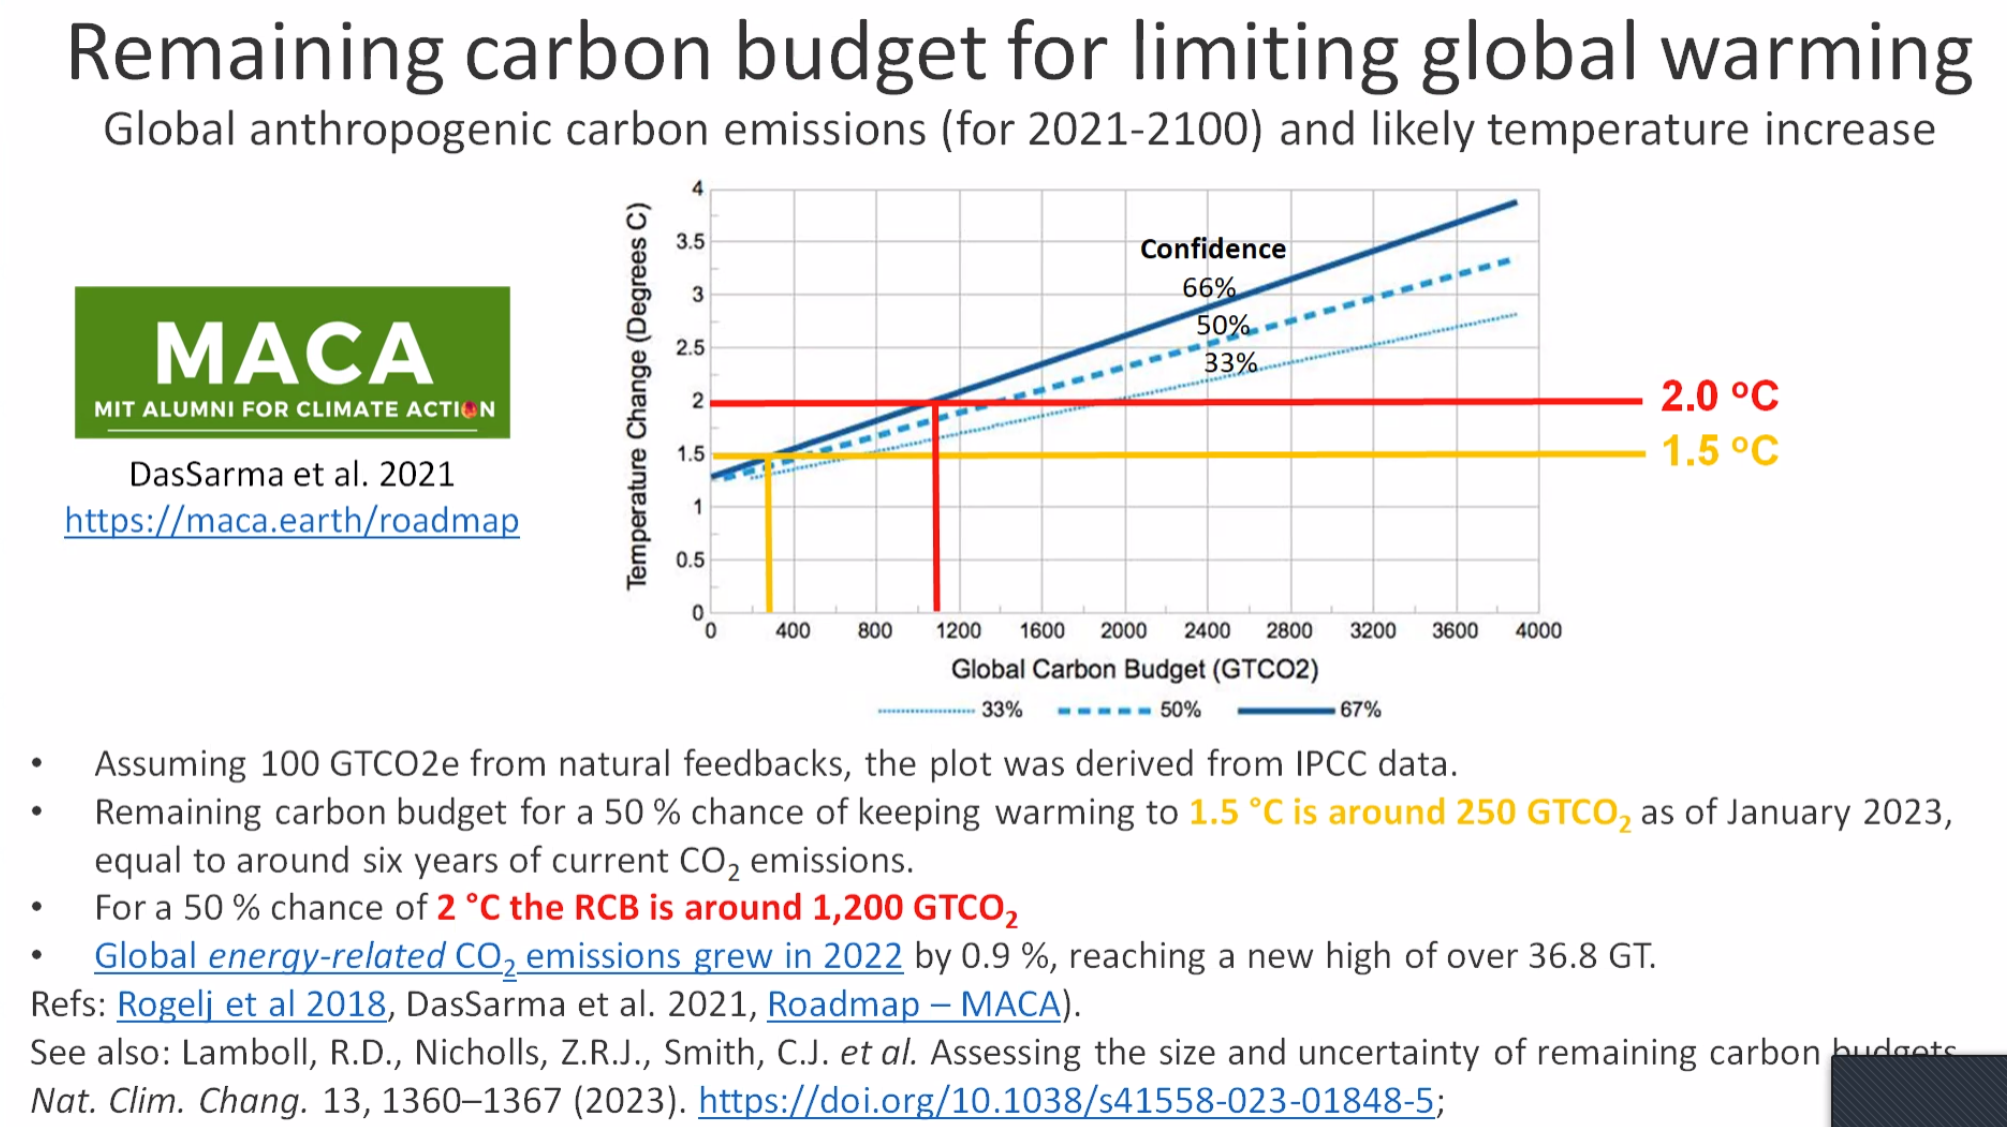 Remaining carbon budget for limiting global warming
Global anthropogenic carbon emissions (for 2021-2100) and likely temperature increase
MACA
MIT ALUMNI FOR CLIMATE ACTION
DasSarma et al. 2021
https://maca.earth/roadmap
Temperature Change (Degrees C)
4
3.5
3
2.5
2
1.5
1
0.5
0
Confidence
66%
50%
33%
2.0 ºC
1.5 ºC
0 400 800 1200 1600 2000 2400 2800 3200 3600 4000
Global Carbon Budget (GTCO2)
33% 50% 67%
• Assuming 100 GTCO2e from natural feedbacks, the plot was derived from IPCC data.
• Remaining carbon budget for a 50 % chance of keeping warming to 1.5 °C is around 250 GTCO₂ as of January 2023,
equal to around six years of current CO₂ emissions.
• For a 50 % chance of 2 °C the RCB is around 1,200 GTCO₂
• Global energy-related CO₂ emissions grew in 2022 by 0.9 %, reaching a new high of over 36.8 GT.
Refs: Rogelj et al 2018, DasSarma et al. 2021, Roadmap – MACA).
See also: Lamboll, R.D., Nicholls, Z.R.J., Smith, C.J. et al. Assessing the size and uncertainty of remaining carbon budgets
Nat. Clim. Chang. 13, 1360–1367 (2023). https://doi.org/10.1038/s41558-023-01848-5;